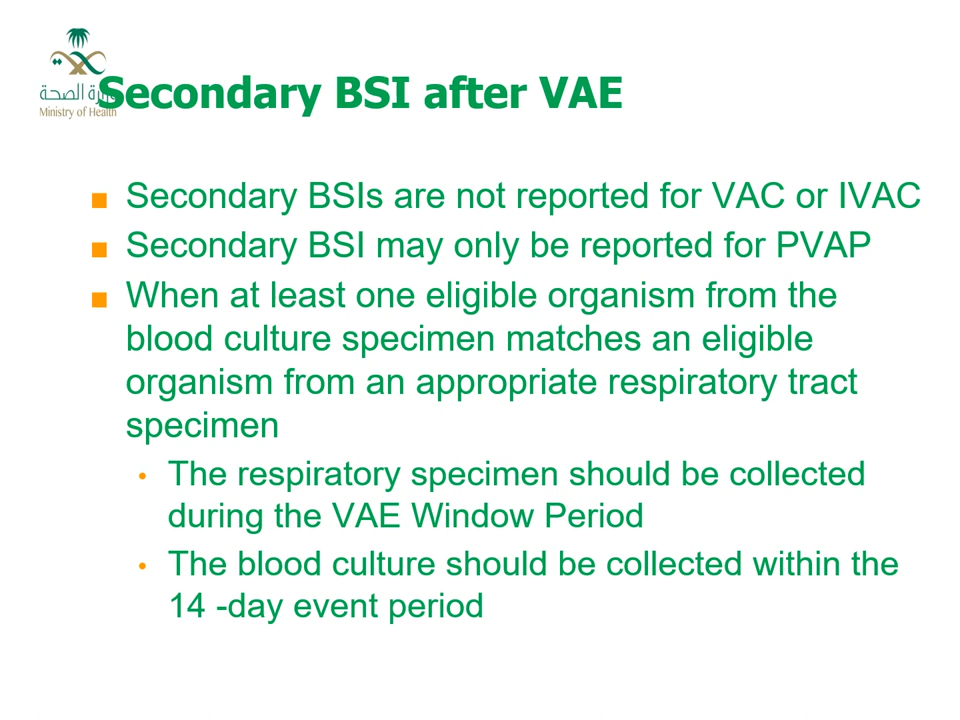 Secondary BSI after VAE
الصحة
Ministry of Health
Secondary BSIs are not reported for VAC or IVAC
Secondary BSI may only be reported for PVAP
When at least one eligible organism from the
blood culture specimen matches an eligible
organism from an appropriate respiratory tract
specimen
The respiratory specimen should be collected
during the VAE Window Period
The blood culture should be collected within the
14 -day event period